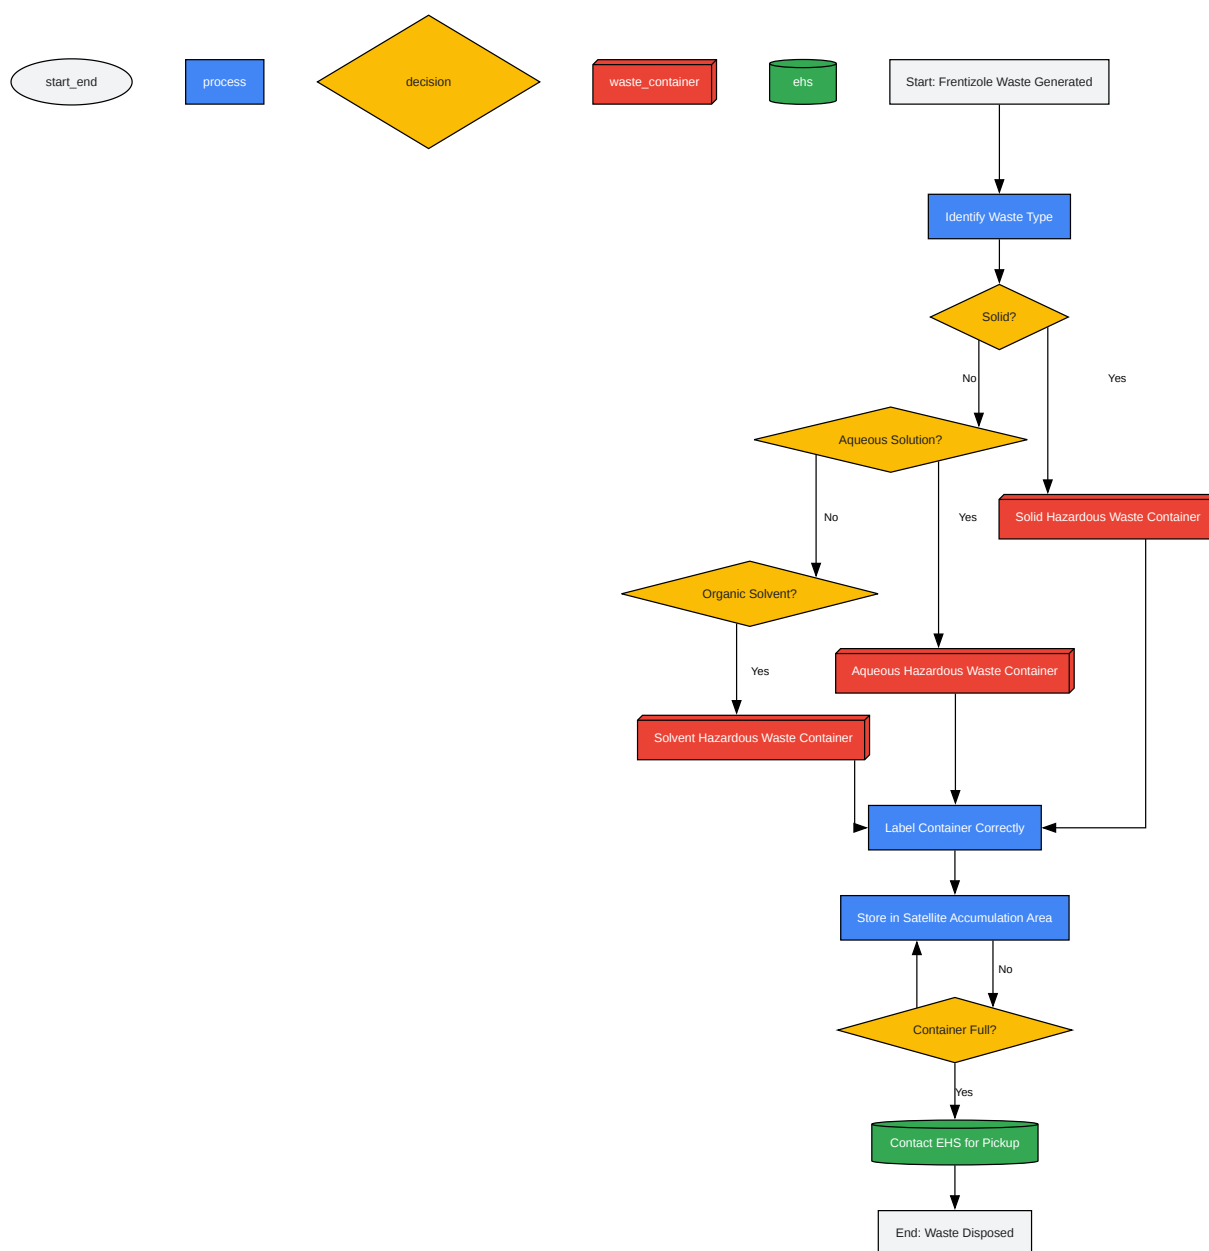 start_end
process
decision
waste_container
ehs
Start: Frentizole Waste Generated
Identify Waste Type
Solid?
No
Yes
Aqueous Solution?
No
Yes
Solid Hazardous Waste Container
Organic Solvent?
Yes
Aqueous Hazardous Waste Container
Solvent Hazardous Waste Container
Label Container Correctly
Store in Satellite Accumulation Area
No
Container Full?
Yes
Contact EHS for Pickup
End: Waste Disposed